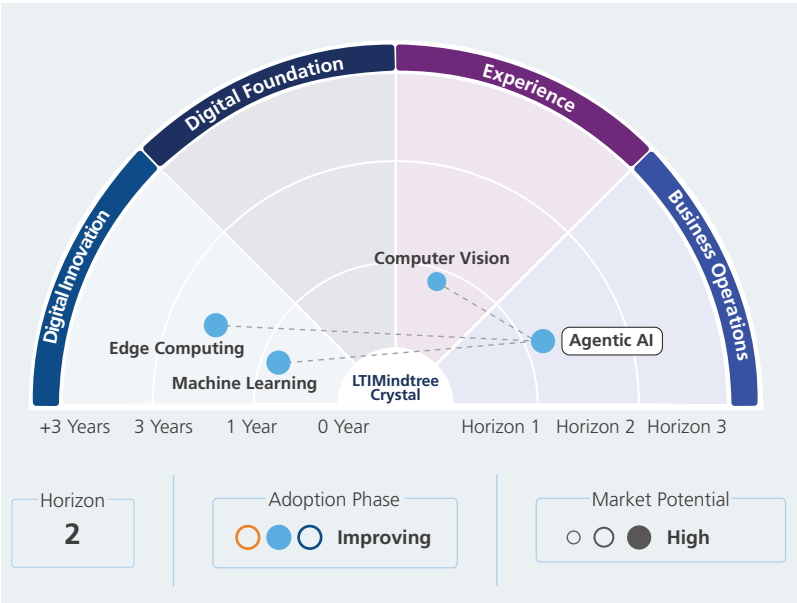 Digital Foundation
Experience
Digital Innovation
Business Operations
Computer Vision
Agentic AI
Edge Computing
Machine Learning
LTIMindtree
Crystal
+3 Years 3 Years 1 Year 0 Year Horizon 1 Horizon 2 Horizon 3
Horizon
2
Adoption Phase
Improving
Market Potential
High